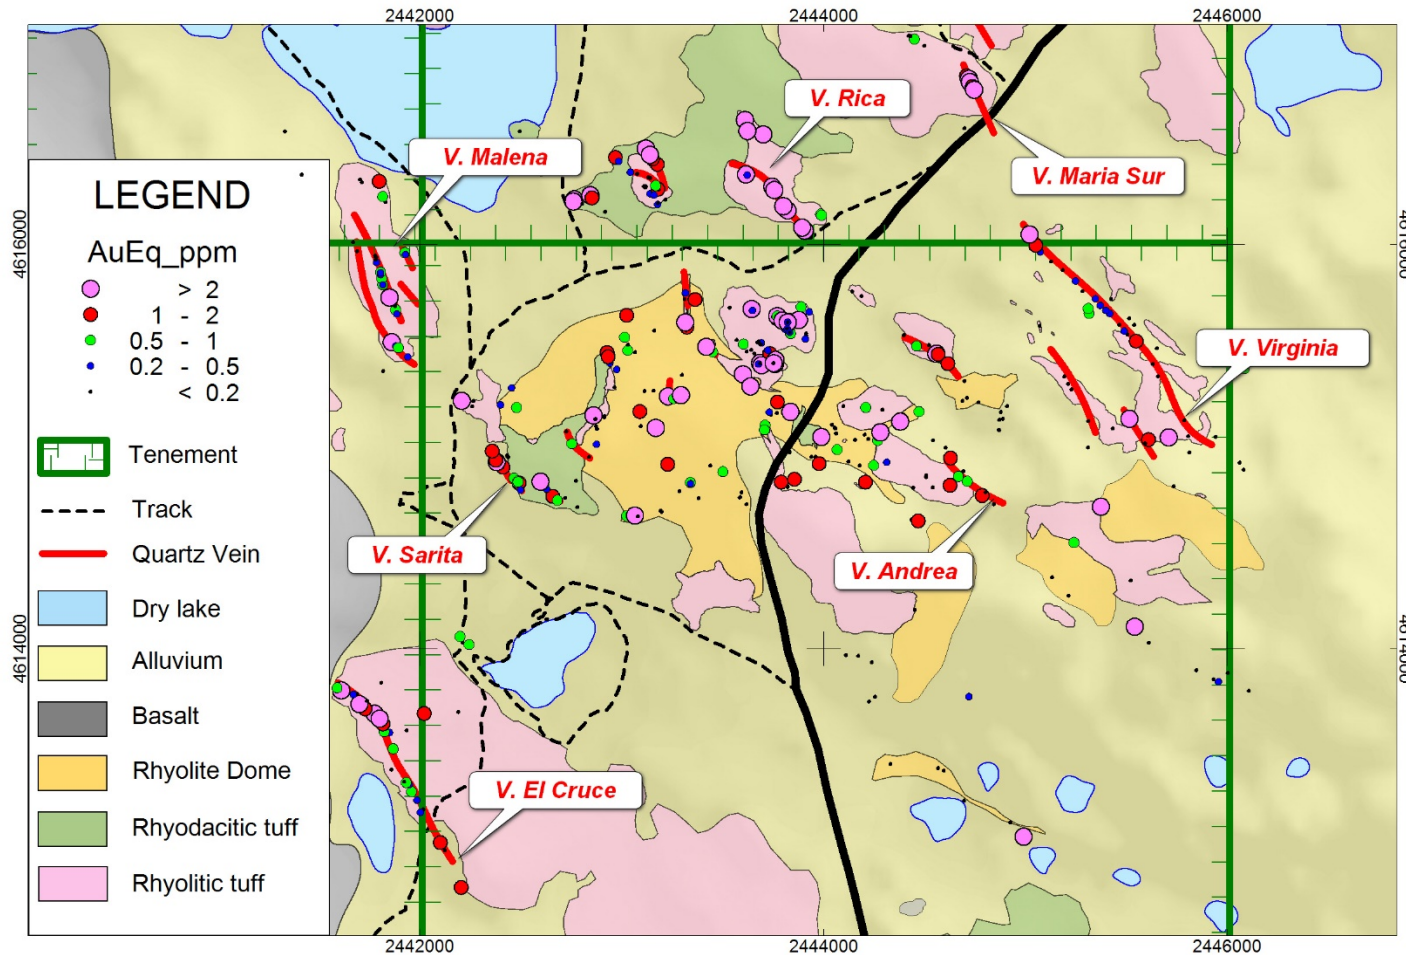 2442000
2444000
2446000
V. Rica
V. Malena
V. Maria Sur
LEGEND
AuEq_ppm
> 2
1 - 2
0.5 - 1
0.2 - 0.5
< 0.2
4616000
4616000
V. Virginia
Tenement
Track
Quartz Vein
V. Sarita
V. Andrea
Dry lake
Alluvium
4614000
4614000
Basalt
Rhyolite Dome
V. El Cruce
Rhyodacitic tuff
Rhyolitic tuff
2442000
2444000
2446000